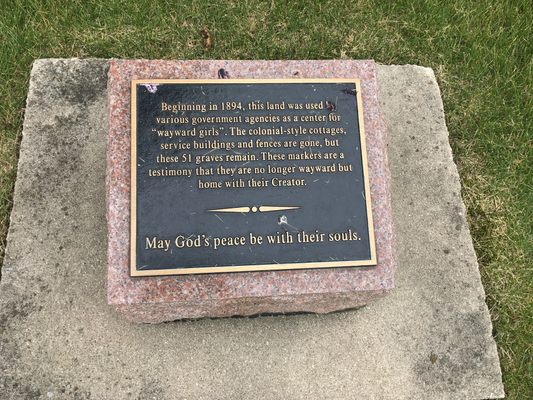 Beginning in 1894, this land was used by
various government agencies as a center for
“wayward girls”. The colonial-style cottages,
service buildings and fences are gone, but
these 51 graves remain. These markers are a
testimony that they are no longer wayward but
home with their Creator.
May God's peace be with their souls.